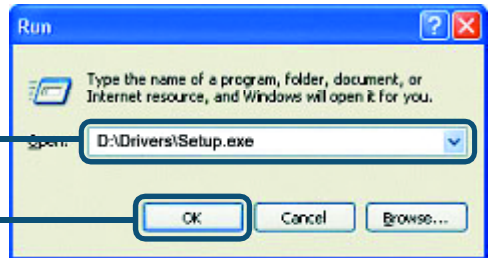 Run
Type the name of a program, folder, document, or
Internet resource, and Windows will open it for you.
Open: D:\Drivers\Setup.exe
OK Cancel Browse...